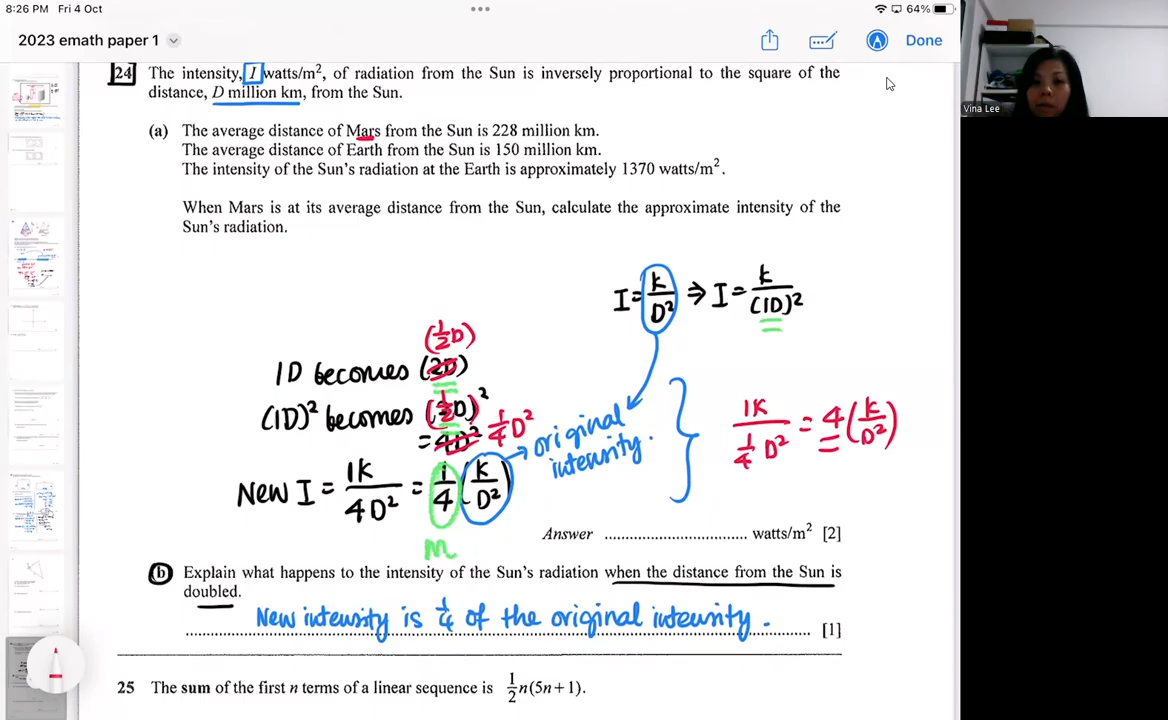 8:26 PM Fri 4 Oct
64%
2023 emath paper 1
Done
Vina Lee
24 The intensity, I watts/m², of radiation from the Sun is inversely proportional to the square of the
distance, D million km, from the Sun.
(a) The average distance of Mars from the Sun is 228 million km.
The average distance of Earth from the Sun is 150 million km.
The intensity of the Sun's radiation at the Earth is approximately 1370 watts/m².
When Mars is at its average distance from the Sun, calculate the approximate intensity of the
Sun's radiation.
I = k/D² ⇒ I = k/(1D)²
(½D)
1D becomes (2D)
(1D)² becomes (½D)²
= 4D² ¼D²
original
intensity.
1k/(¼D²) = 4(k/D²)
New I = 1k/4D² = 1/4 (k/D²)
m
Answer ................................ watts/m² [2]
(b) Explain what happens to the intensity of the Sun's radiation when the distance from the Sun is
doubled.
New intensity is ¼ of the original intensity.
[1]
25 The sum of the first n terms of a linear sequence is ½n(5n+1).